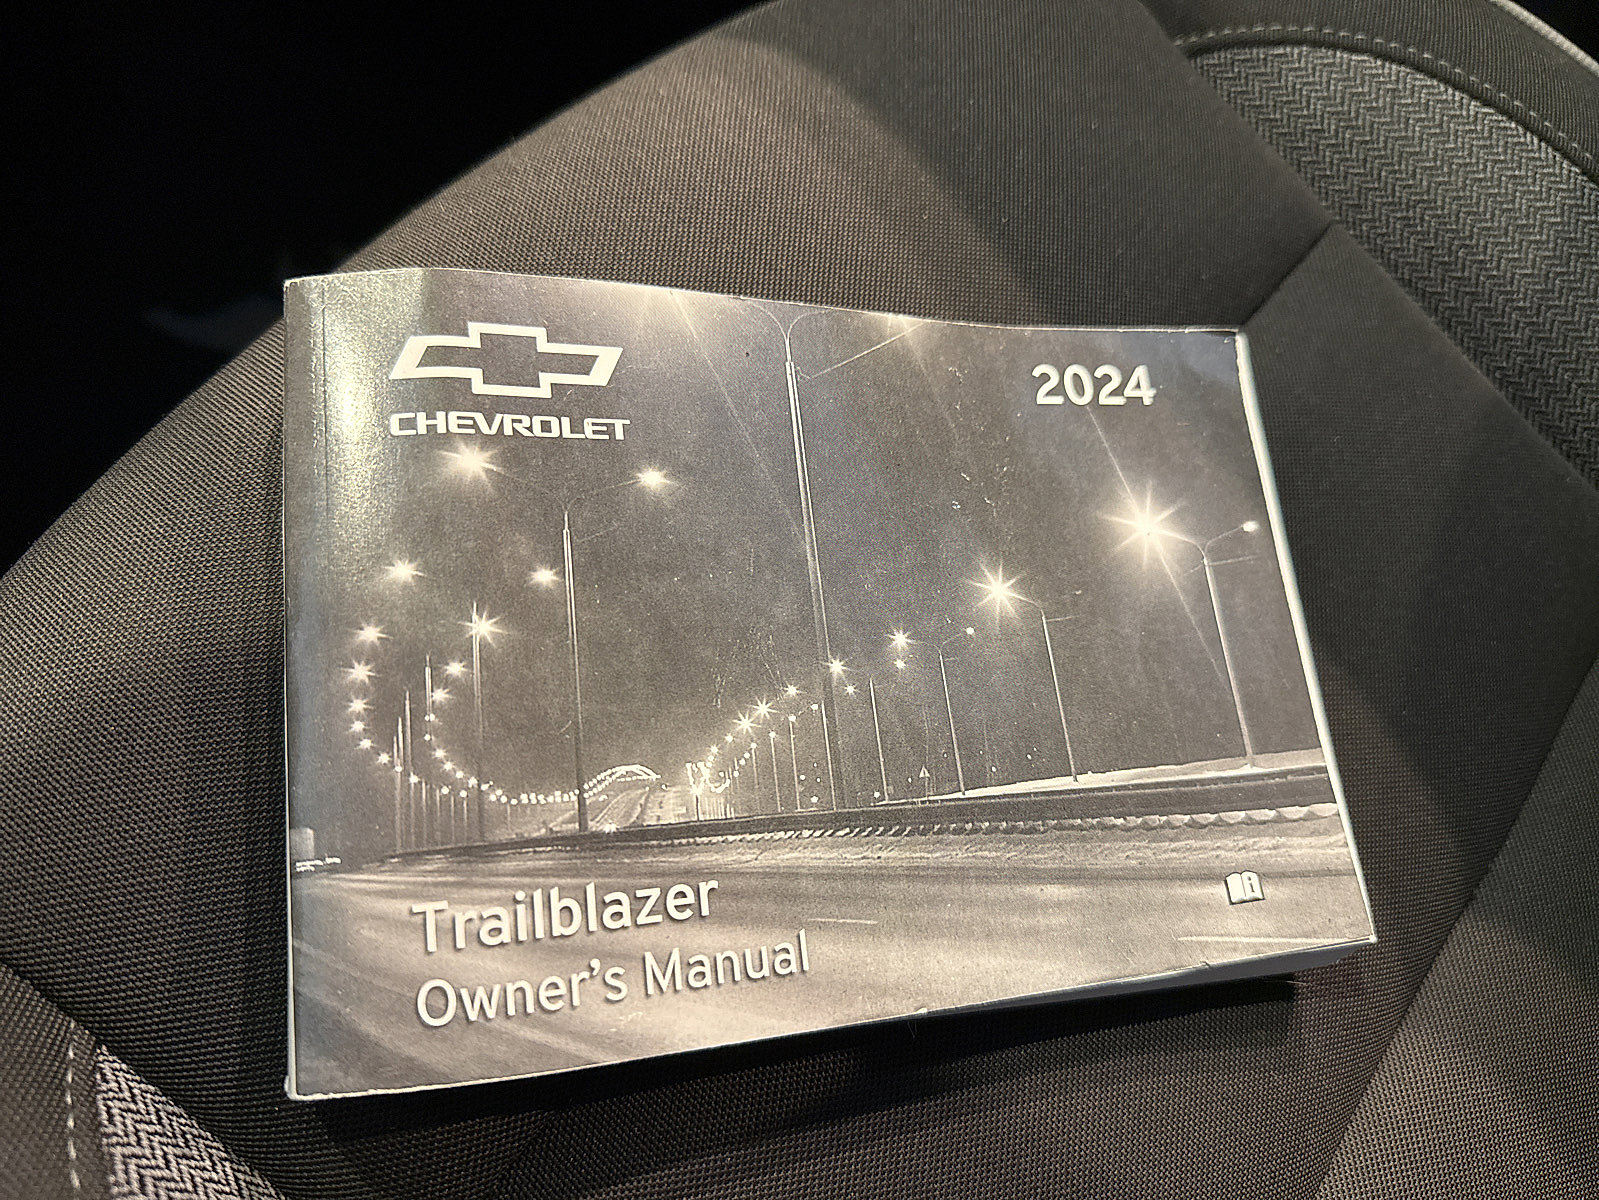 CHEVROLET
2024
Trailblazer
Owner's Manual